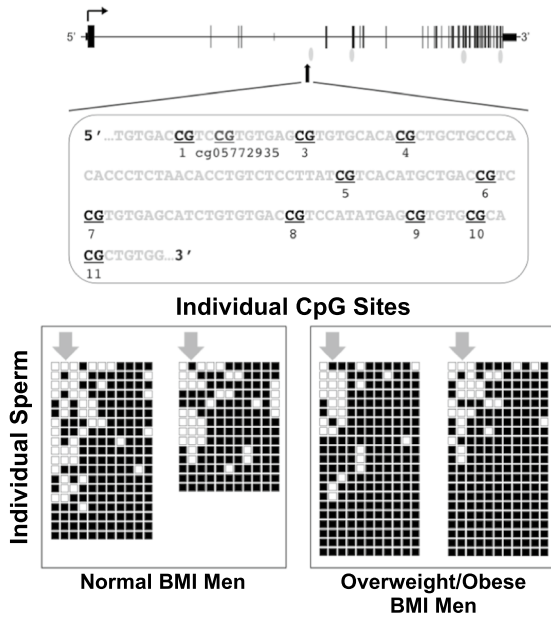 5' 3'
5'…TGTGACCGTCCGTGTGAGCGTGTGCACACGCTGCTGCCCA
1 cg05772935 3 4
CACCCTCTAACACCTGTCTCCTTATCGTCACATGCTGACCGTC
5 6
CGTGTGAGCATCTGTGTGACCGTCCATATGAGCGTGTGCGCA
7 8 9 10
CGCTGTGG…3'
11
Individual CpG Sites
Individual Sperm
Normal BMI Men
Overweight/Obese
BMI Men